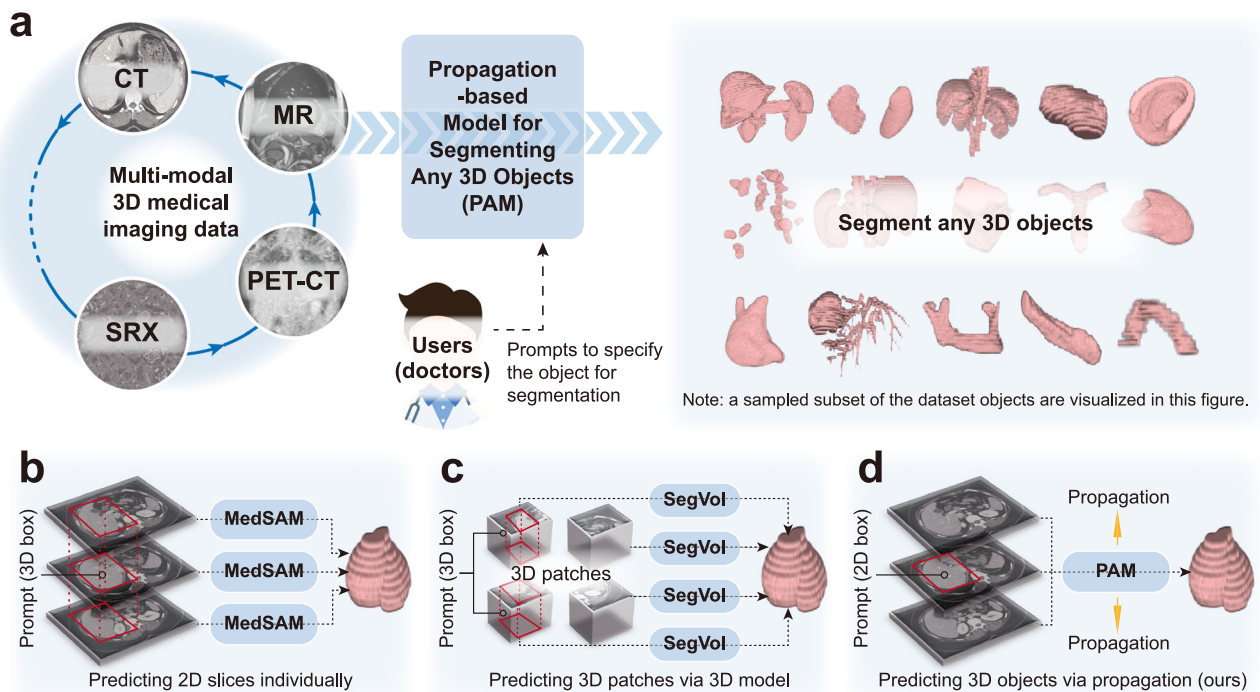 a
CT
MR
Multi-modal
3D medical
imaging data
PET-CT
SRX
Propagation
-based
Model for
Segmenting
Any 3D Objects
(PAM)
Users
(doctors)
Prompts to specify
the object for
segmentation
Segment any 3D objects
Note: a sampled subset of the dataset objects are visualized in this figure.
b
Prompt (3D box)
MedSAM
MedSAM
MedSAM
Predicting 2D slices individually
c
Prompt (3D box)
3D patches
SegVol
SegVol
SegVol
SegVol
Predicting 3D patches via 3D model
d
Prompt (2D box)
Propagation
PAM
Propagation
Predicting 3D objects via propagation (ours)